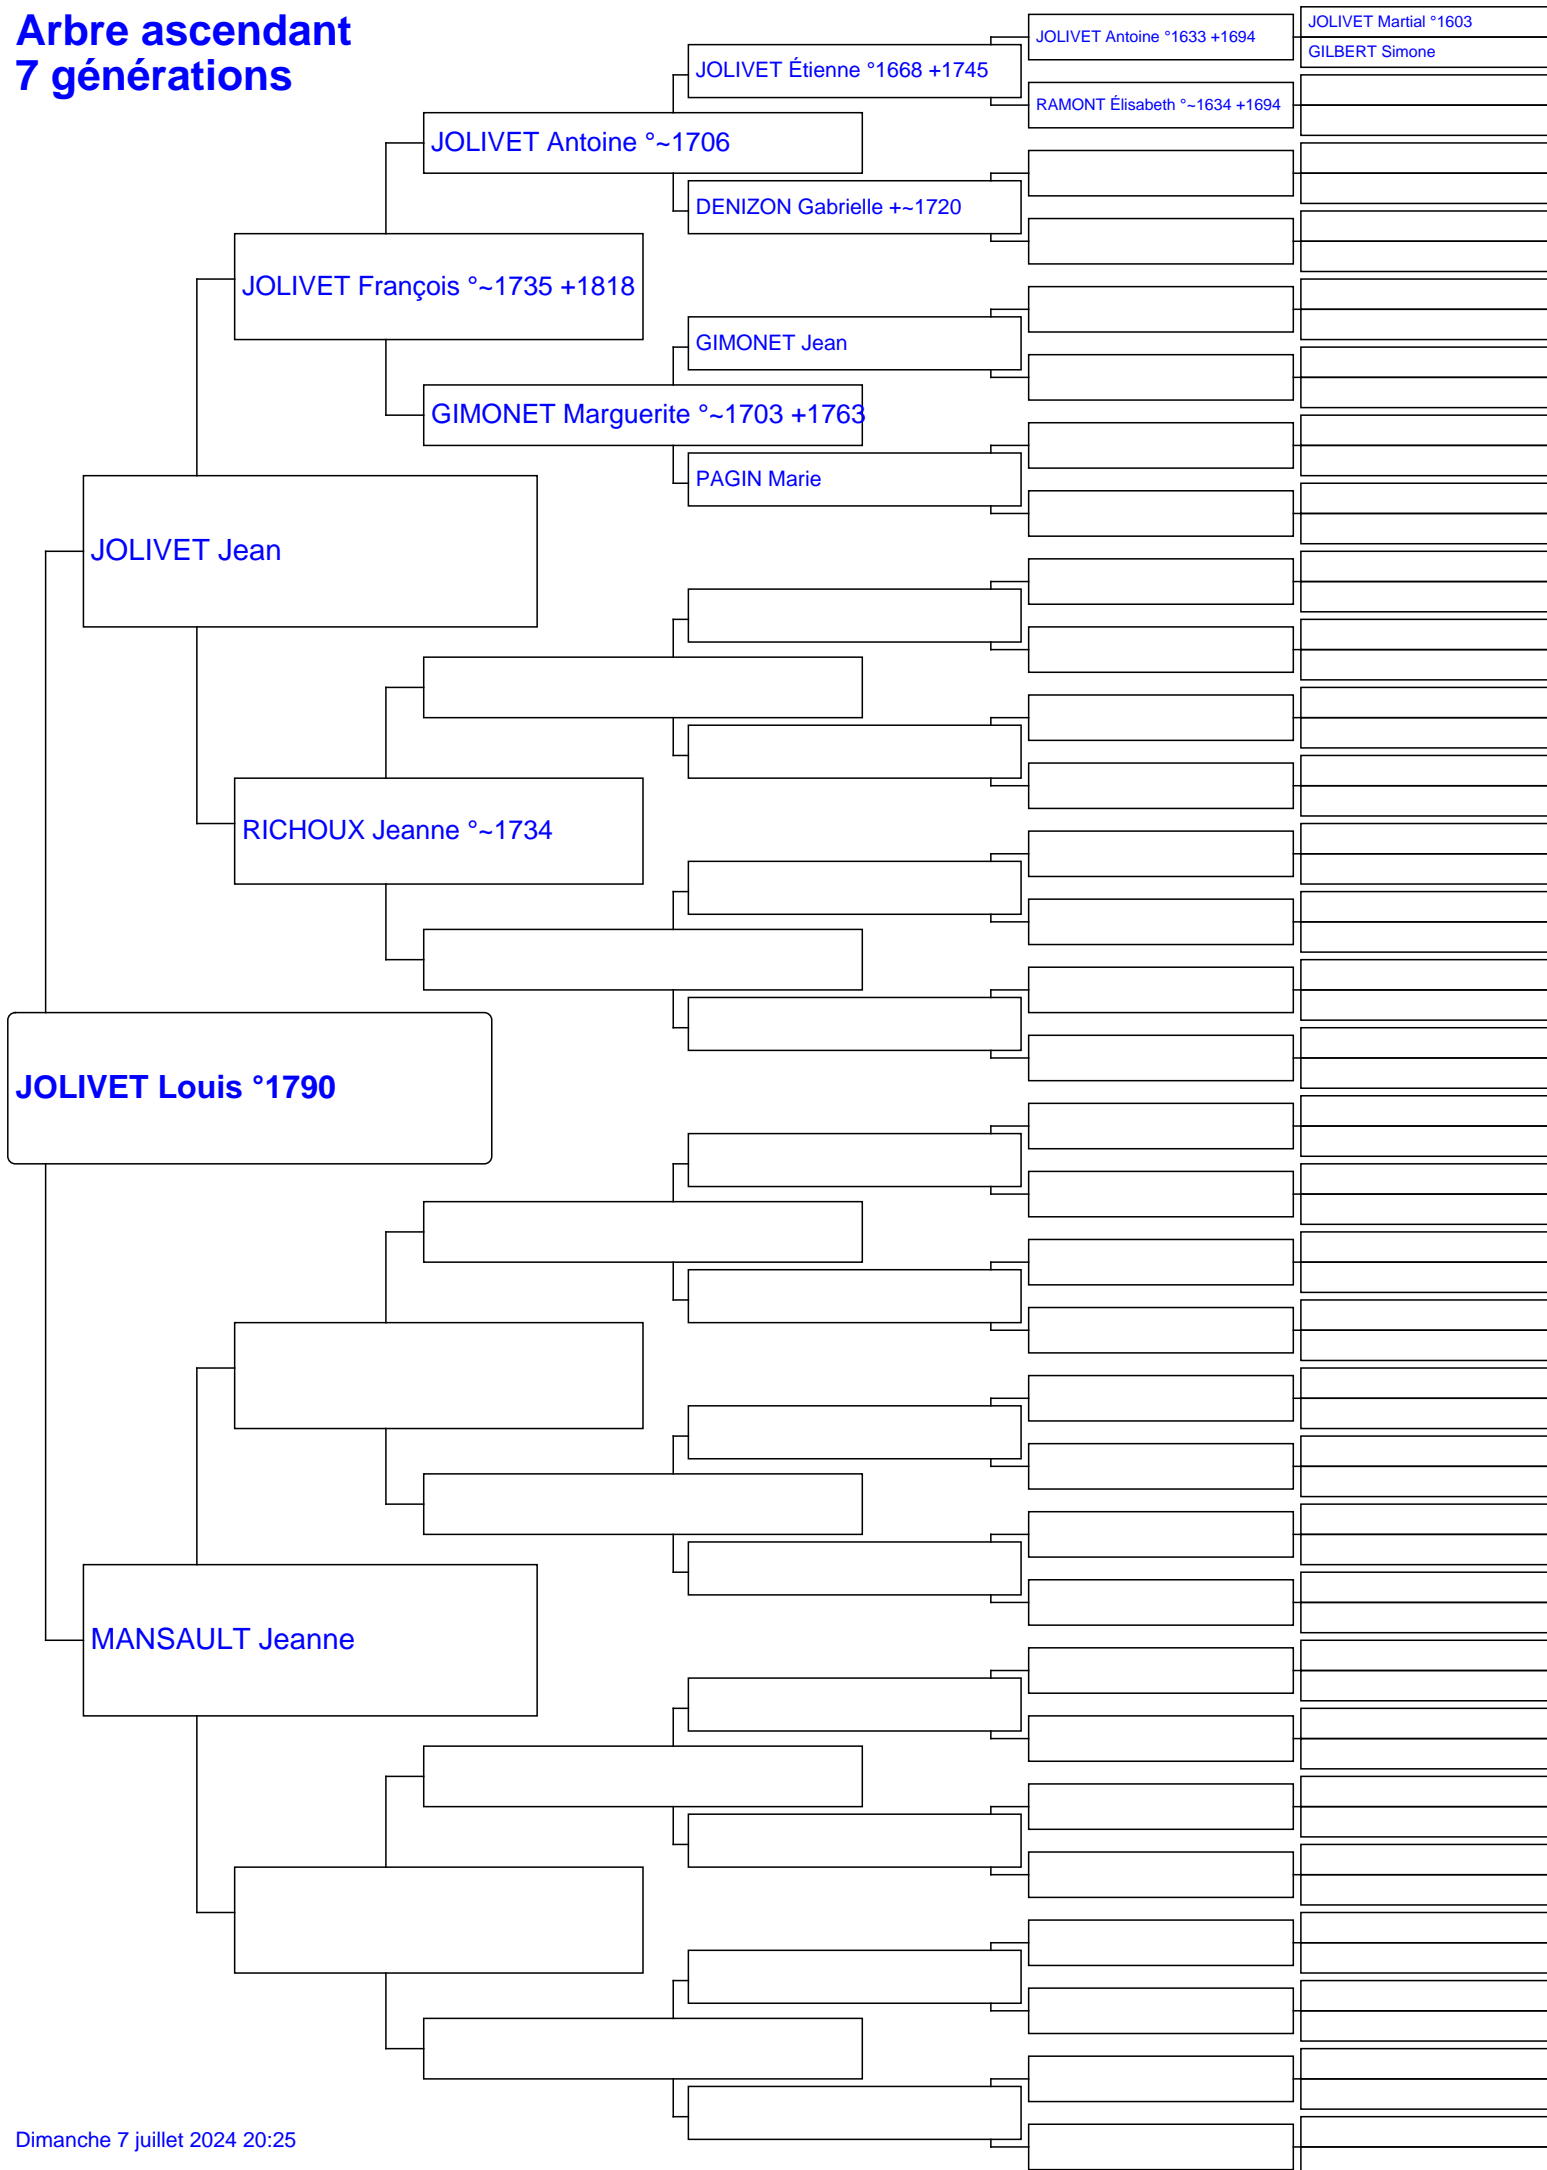 Arbre ascendant
7 générations
JOLIVET Martial °1603
GILBERT Simone
JOLIVET Antoine °1633 +1694
JOLIVET Étienne °1668 +1745
RAMONT Élisabeth °~1634 +1694
JOLIVET Antoine °~1706
DENIZON Gabrielle +~1720
JOLIVET François °~1735 +1818
GIMONET Jean
GIMONET Marguerite °~1703 +1763
PAGIN Marie
JOLIVET Jean
RICHOUX Jeanne °~1734
JOLIVET Louis °1790
MANSAULT Jeanne
Dimanche 7 juillet 2024 20:25